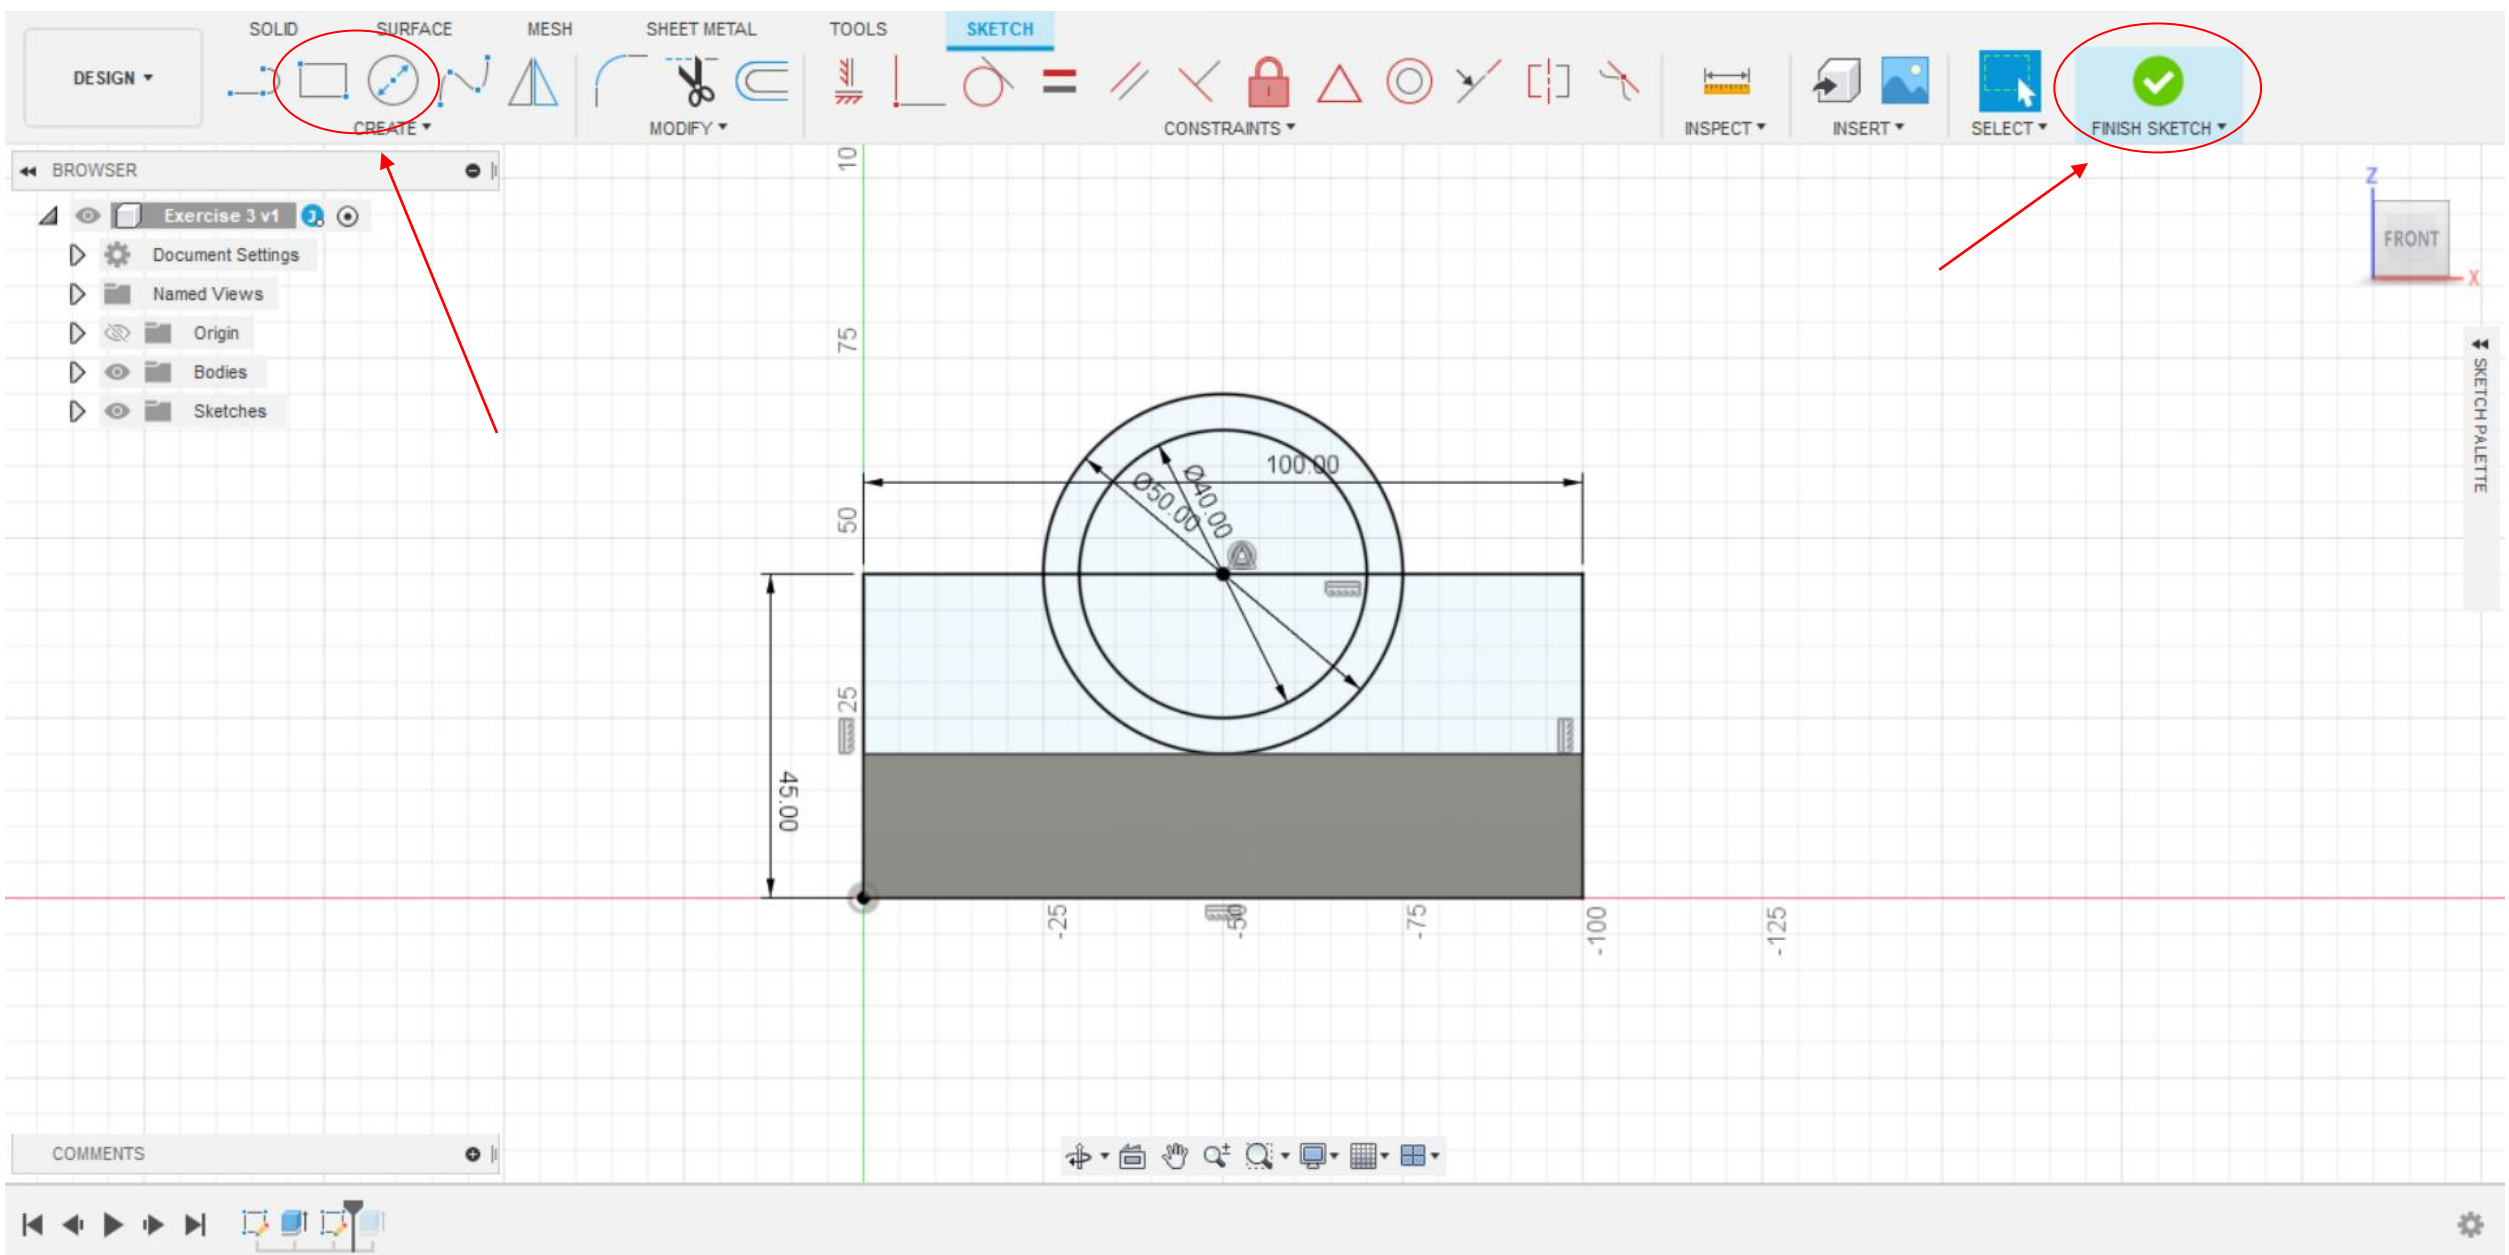 SOLID SURFACE MESH SHEET METAL TOOLS SKETCH
DESIGN
CREATE MODIFY CONSTRAINTS INSPECT INSERT SELECT FINISH SKETCH
BROWSER
Exercise 3 v1
Document Settings
Named Views
Origin
Bodies
Sketches
Z
FRONT
X
SKETCH PALETTE
10
75
50
25
100.00
Ø50.00
Ø40.00
45.00
-25
-50
-75
-100
-125
COMMENTS